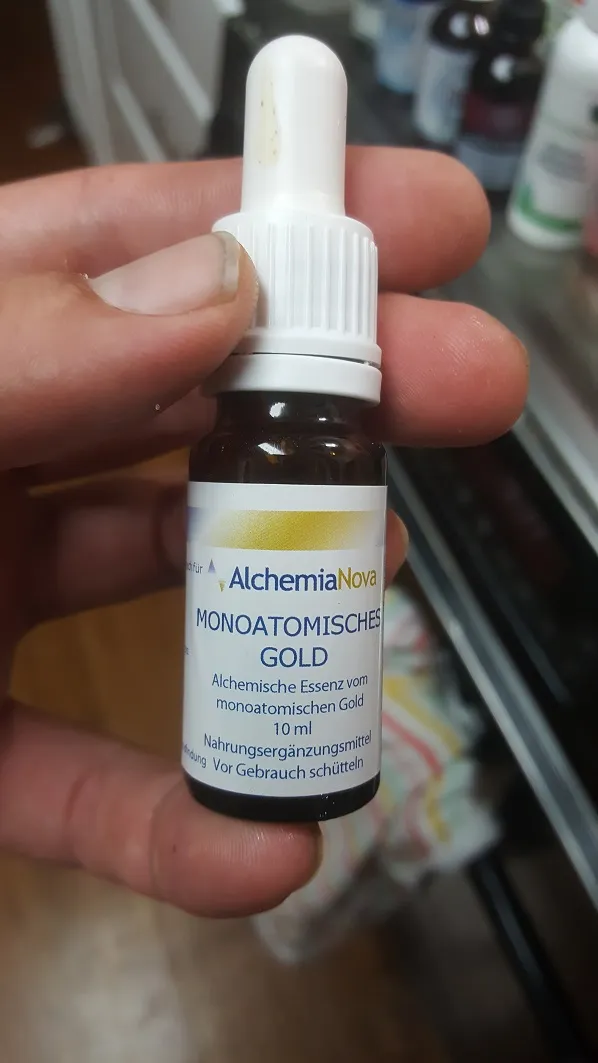 AlchemiaNova
MONOATOMISCHES
GOLD
Alchemische Essenz vom
monoatomischen Gold
10 ml
Nahrungsergänzungsmittel
Vor Gebrauch schütteln